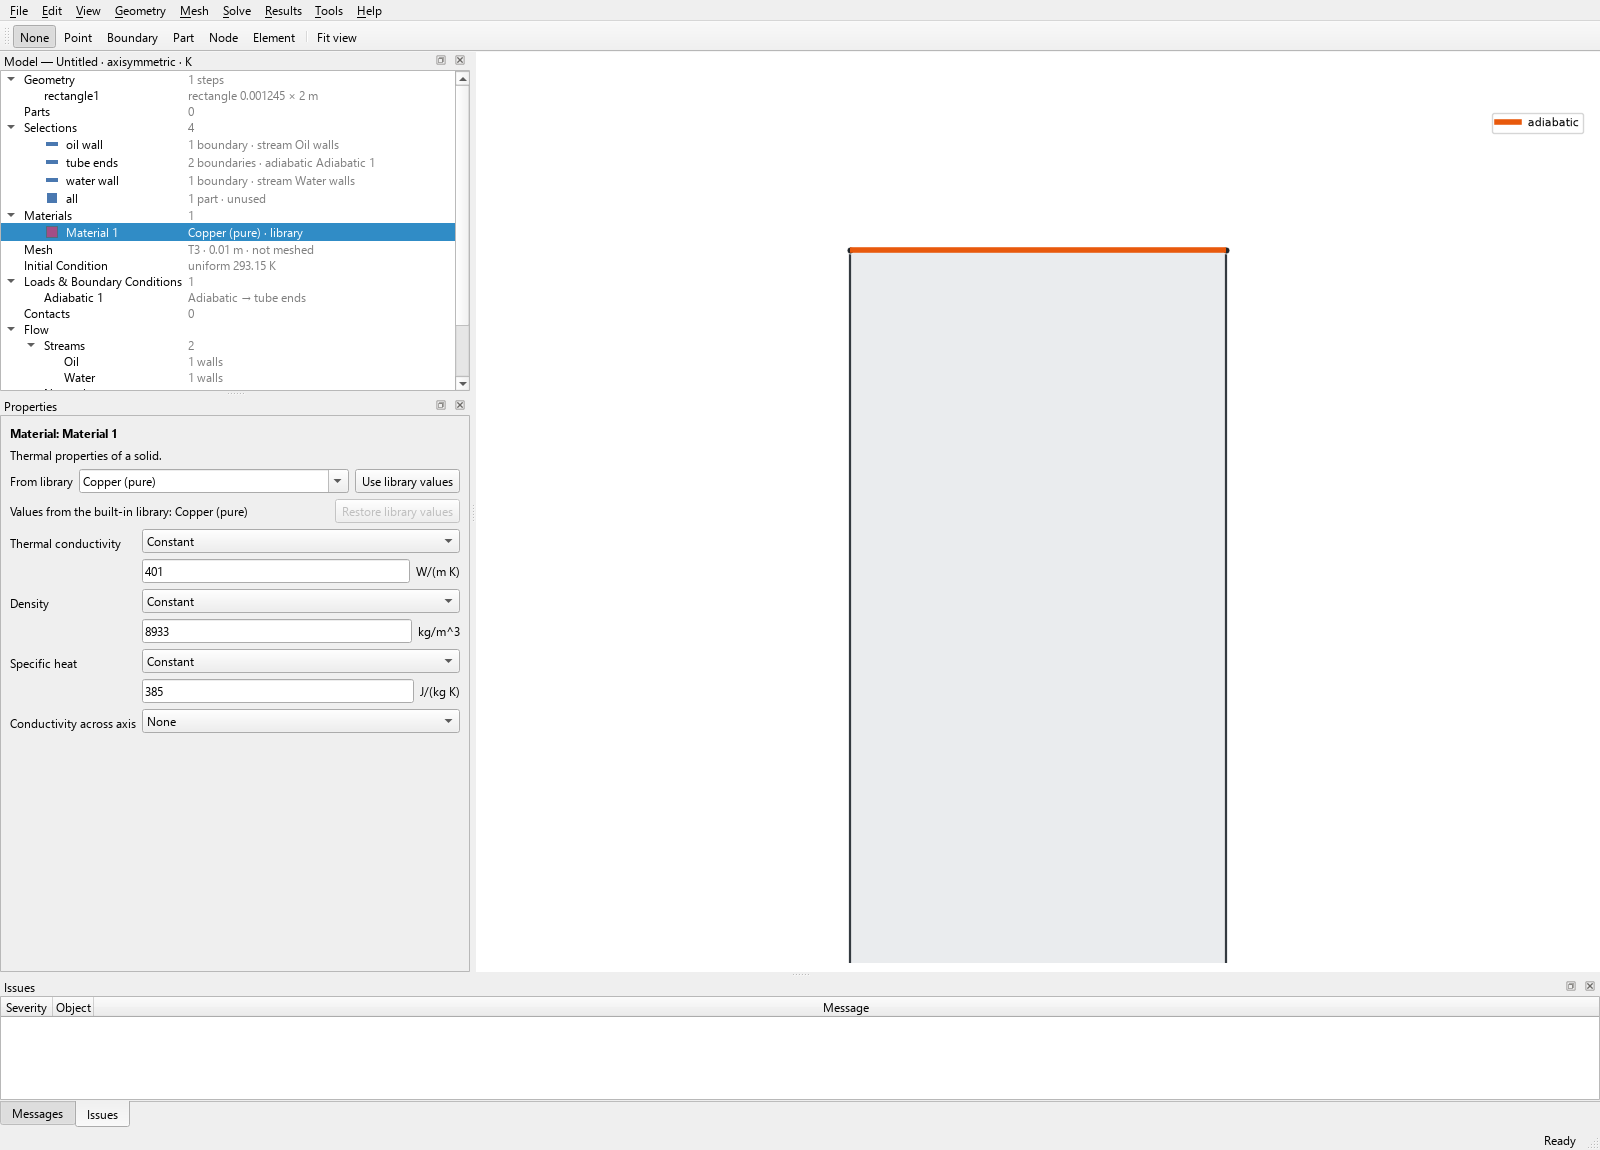 File Edit View Geometry Mesh Solve Results Tools Help
None Point Boundary Part Node Element Fit view
Model — Untitled · axisymmetric · K
Geometry 1 steps
rectangle1 rectangle 0.001245 × 2 m
Parts 0
Selections 4
oil wall 1 boundary · stream Oil walls
tube ends 2 boundaries · adiabatic Adiabatic 1
water wall 1 boundary · stream Water walls
all 1 part · unused
Materials 1
Material 1 Copper (pure) · library
Mesh T3 · 0.01 m · not meshed
Initial Condition uniform 293.15 K
Loads & Boundary Conditions 1
Adiabatic 1 Adiabatic → tube ends
Contacts 0
Flow
Streams 2
Oil 1 walls
Water 1 walls
Properties
Material: Material 1
Thermal properties of a solid.
From library Copper (pure) Use library values
Values from the built-in library: Copper (pure) Restore library values
Thermal conductivity Constant
401 W/(m K)
Density Constant
8933 kg/m^3
Specific heat Constant
385 J/(kg K)
Conductivity across axis None
adiabatic
Issues
Severity Object Message
Messages Issues
Ready